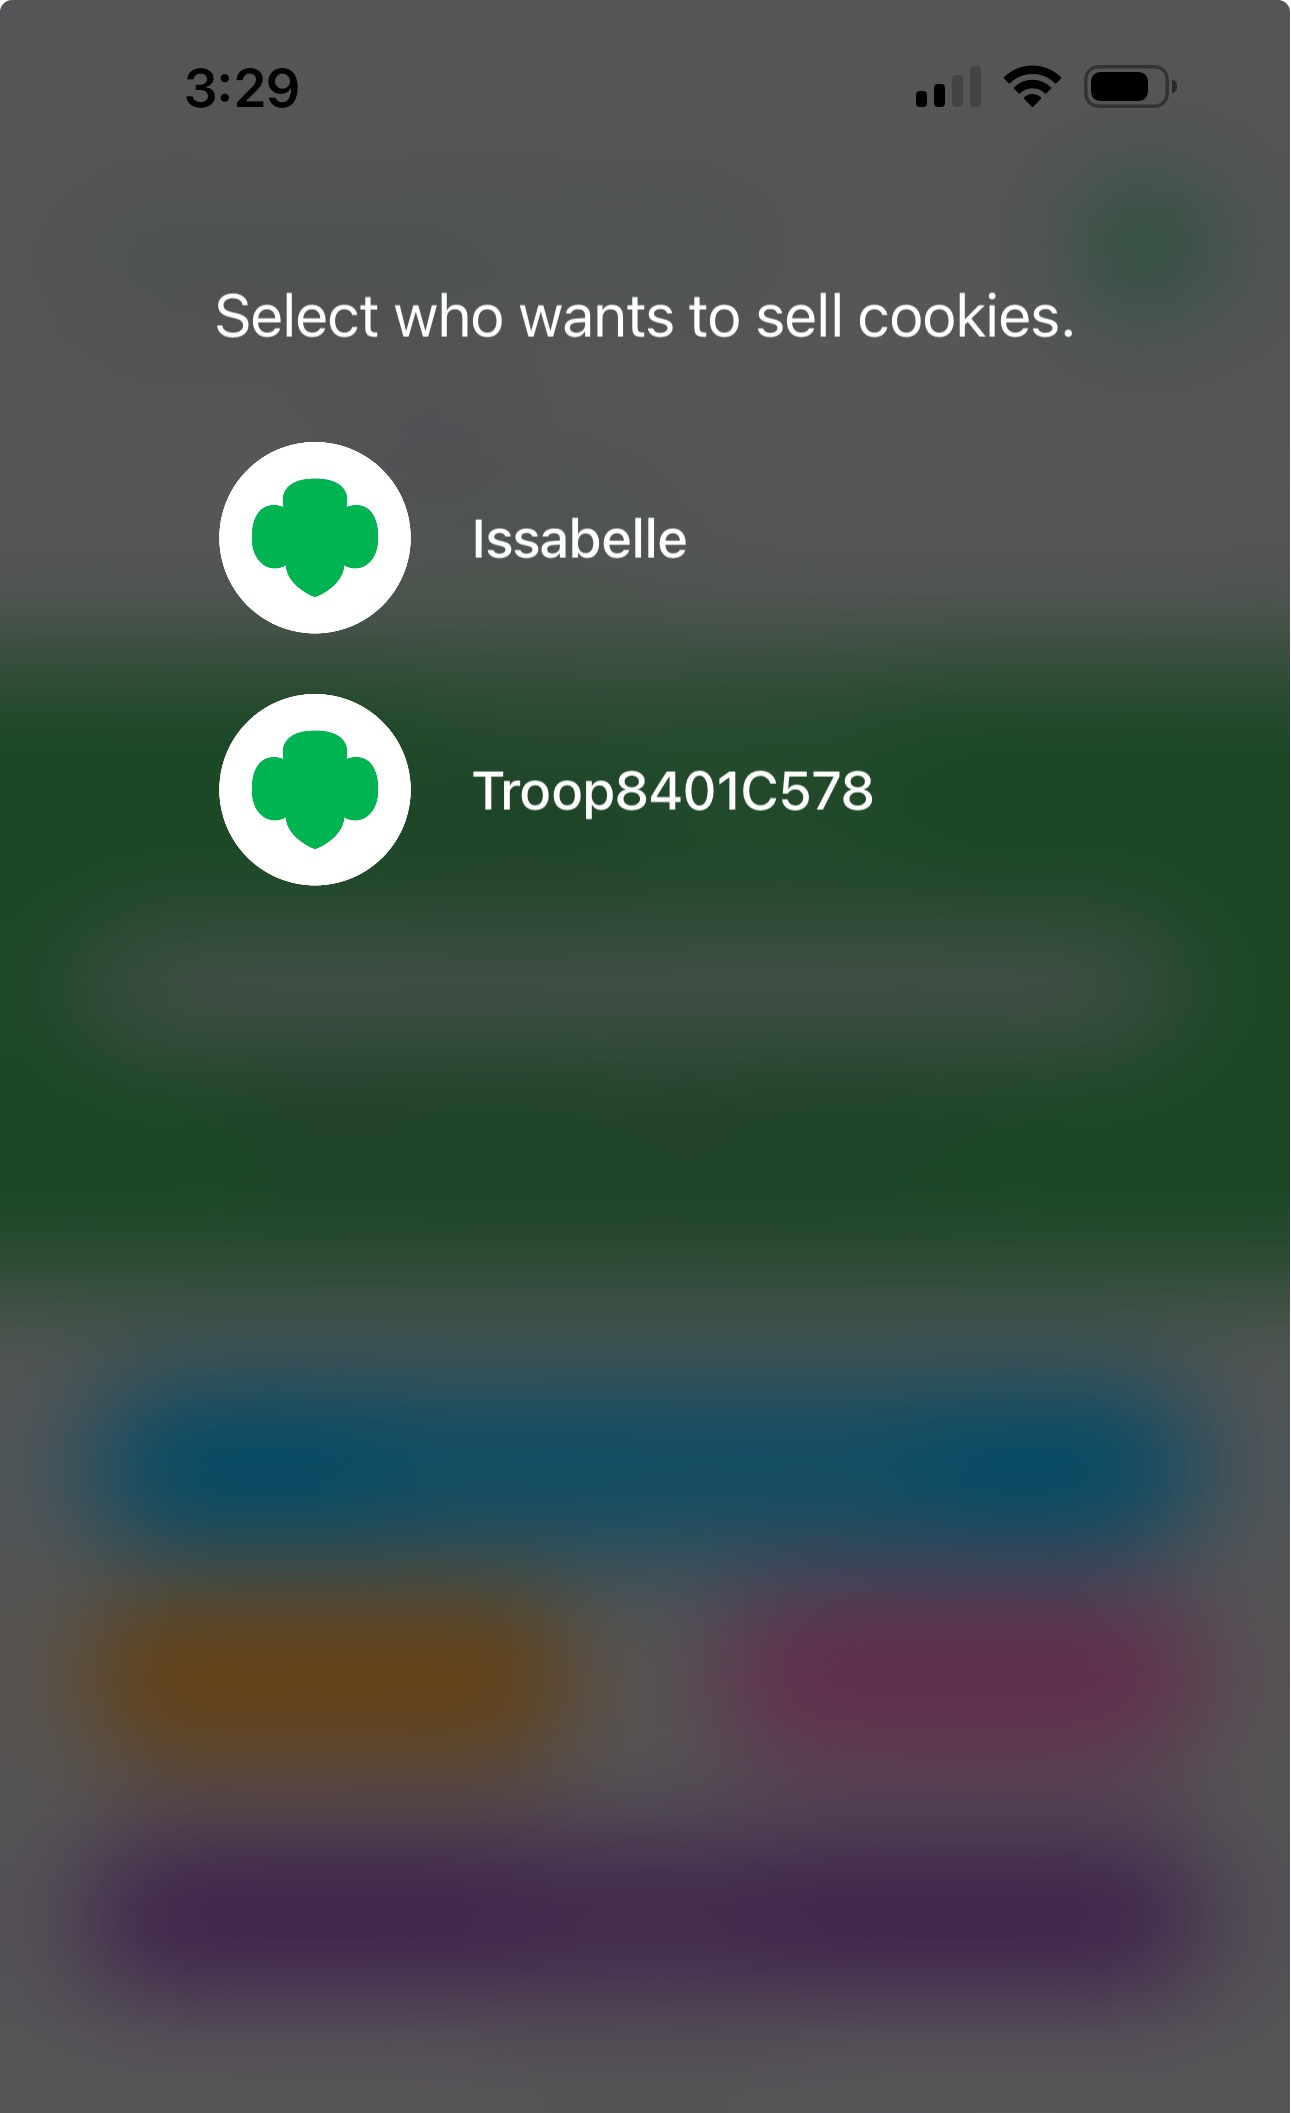 3:29
Select who wants to sell cookies.
Issabelle
Troop8401C578